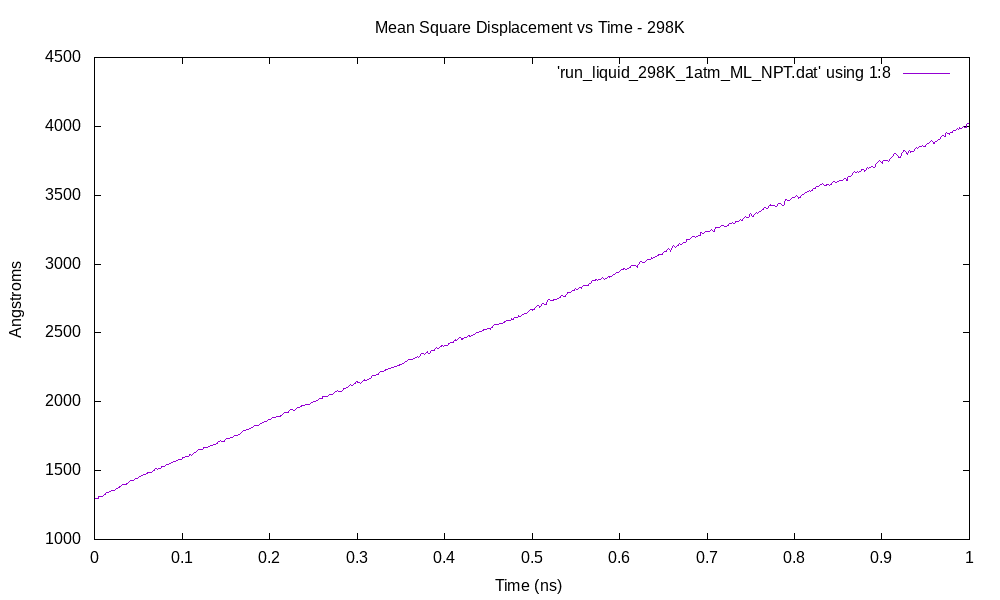 Mean Square Displacement vs Time - 298K
'run_liquid_298K_1atm_ML_NPT.dat' using 1:8
4500
4000
3500
3000
2500
2000
1500
1000
Angstroms
0 0.1 0.2 0.3 0.4 0.5 0.6 0.7 0.8 0.9 1
Time (ns)